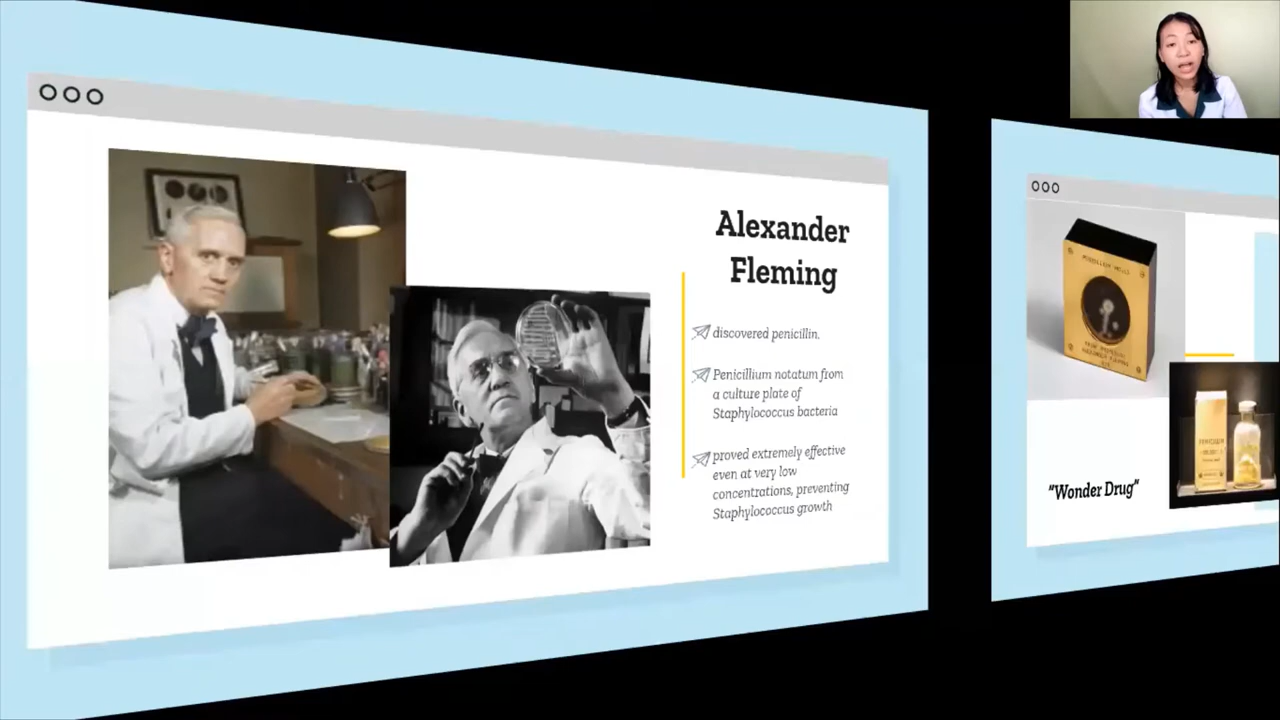 Alexander
Fleming
discovered penicillin.
Penicillium notatum from
a culture plate of
Staphylococcus bacteria
proved extremely effective
even at very low
concentrations, preventing
Staphylococcus growth
"Wonder Drug"